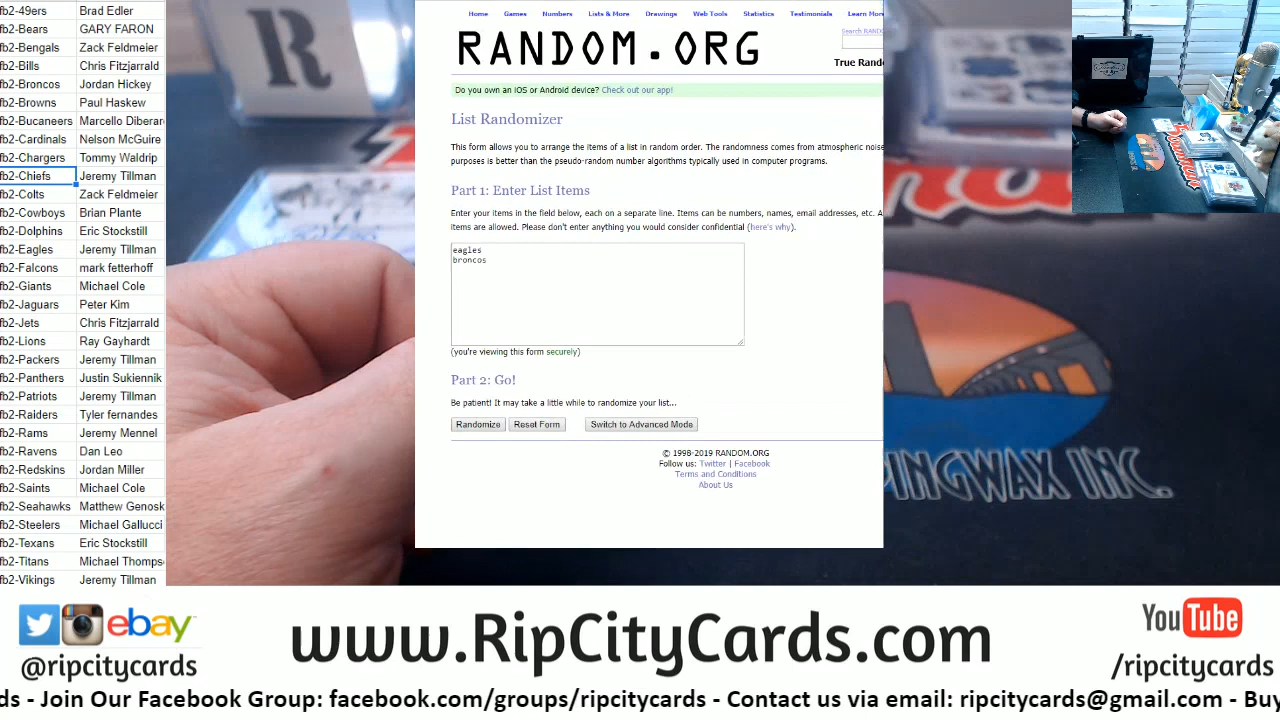 fb2-49ers Brad Edler
fb2-Bears GARY FARON
fb2-Bengals Zack Feldmeier
fb2-Bills Chris Fitzjarrald
fb2-Broncos Jordan Hickey
fb2-Browns Paul Haskew
fb2-Bucaneers Marcello Diberar
fb2-Cardinals Nelson McGuire
fb2-Chargers Tommy Waldrip
fb2-Chiefs Jeremy Tillman
fb2-Colts Zack Feldmeier
fb2-Cowboys Brian Plante
fb2-Dolphins Eric Stockstill
fb2-Eagles Jeremy Tillman
fb2-Falcons mark fetterhoff
fb2-Giants Michael Cole
fb2-Jaguars Peter Kim
fb2-Jets Chris Fitzjarrald
fb2-Lions Ray Gayhardt
fb2-Packers Jeremy Tillman
fb2-Panthers Justin Sukiennik
fb2-Patriots Jeremy Tillman
fb2-Raiders Tyler fernandes
fb2-Rams Jeremy Mennel
fb2-Ravens Dan Leo
fb2-Redskins Jordan Miller
fb2-Saints Michael Cole
fb2-Seahawks Matthew Genosk
fb2-Steelers Michael Gallucci
fb2-Texans Eric Stockstill
fb2-Titans Michael Thomps
fb2-Vikings Jeremy Tillman
R
Home Games Numbers Lists & More Drawings Web Tools Statistics Testimonials Learn More
Search RAND
RANDOM.ORG
True Rand
Do you own an iOS or Android device? Check out our app!
List Randomizer
This form allows you to arrange the items of a list in random order. The randomness comes from atmospheric noise
purposes is better than the pseudo-random number algorithms typically used in computer programs.
Part 1: Enter List Items
Enter your items in the field below, each on a separate line. Items can be numbers, names, email addresses, etc. A
items are allowed. Please don't enter anything you would consider confidential (here's why).
eagles
broncos
(you're viewing this form securely)
Part 2: Go!
Be patient! It may take a little while to randomize your list...
Randomize Reset Form Switch to Advanced Mode
© 1998-2019 RANDOM.ORG
Follow us: Twitter | Facebook
Terms and Conditions
About Us
PINGWAX INC.
ebay
@ripcitycards
www.RipCityCards.com
YouTube
/ripcitycards
ds - Join Our Facebook Group: facebook.com/groups/ripcitycards - Contact us via email: ripcitycards@gmail.com - Buy